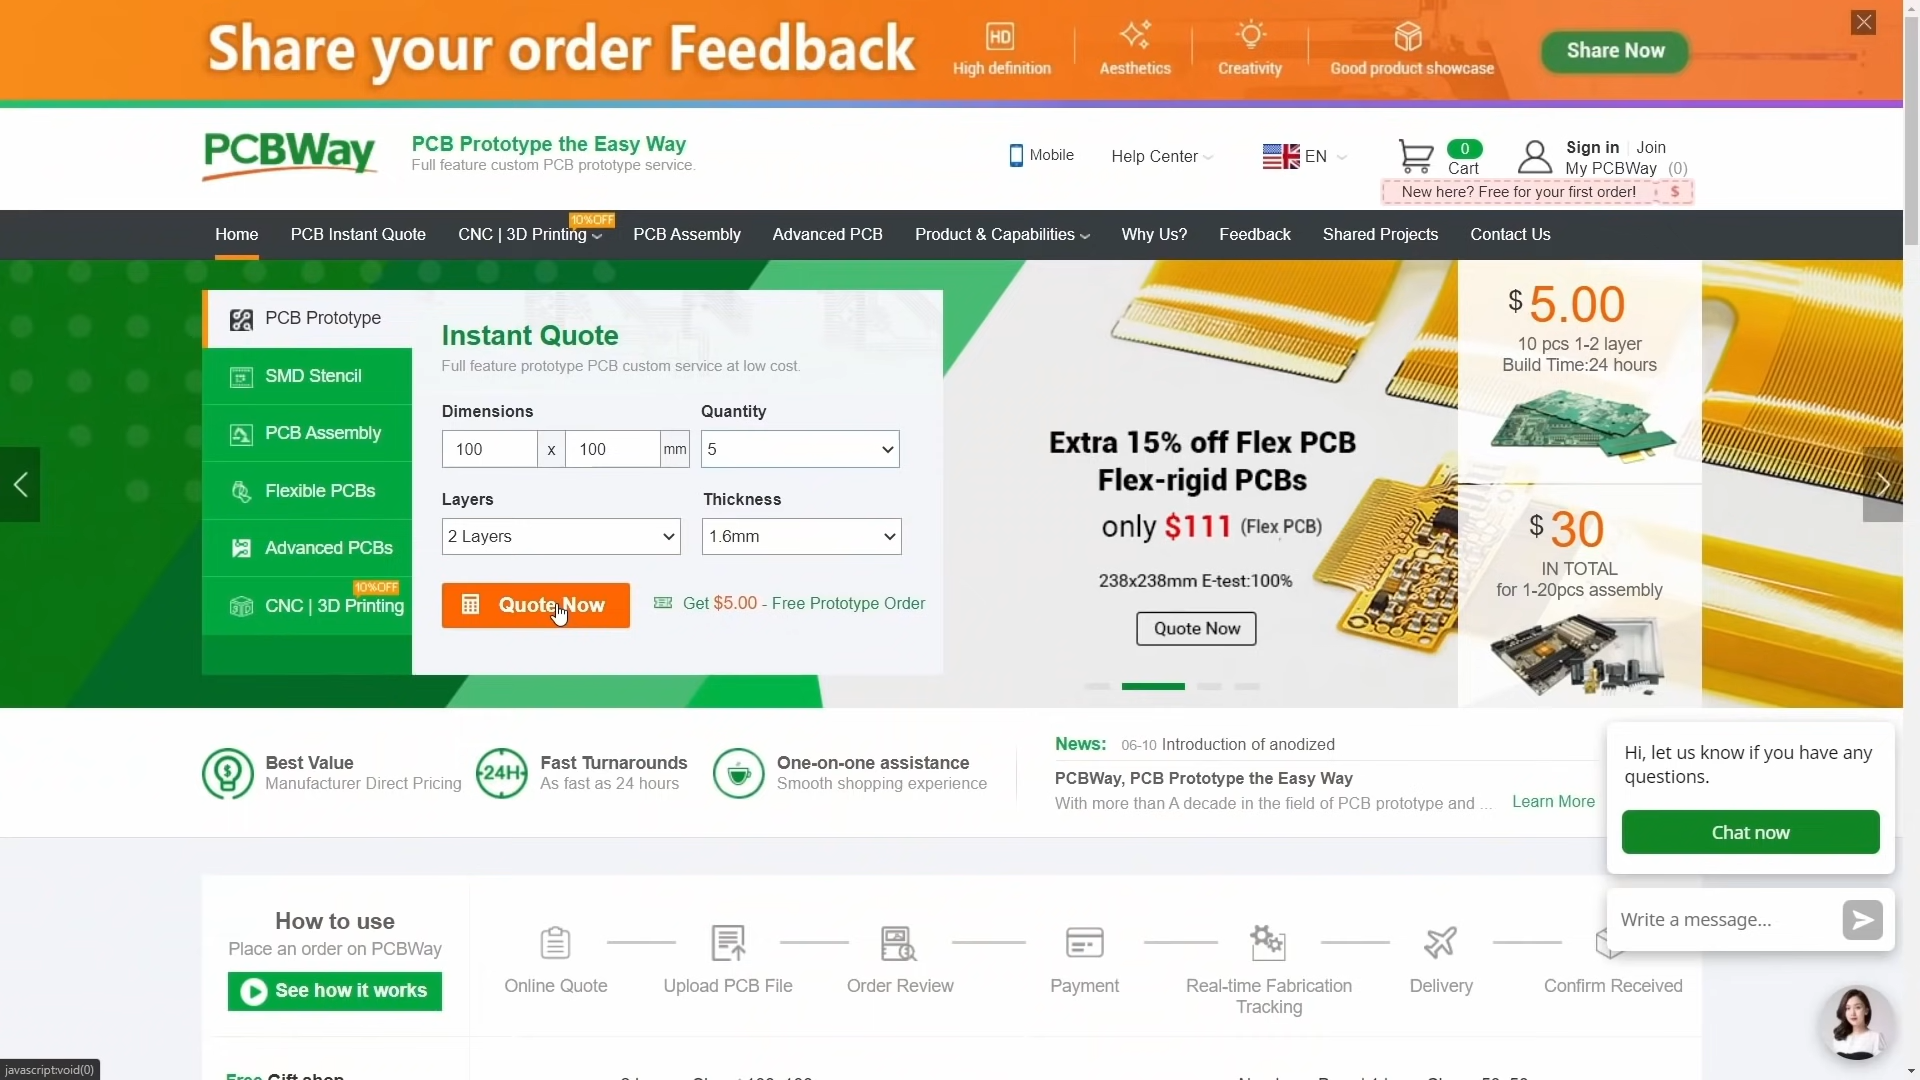 Share your order Feedback
HD
High definition
Aesthetics
Creativity
Good product showcase
Share Now
PCBWay
PCB Prototype the Easy Way
Full feature custom PCB prototype service.
Mobile
Help Center
EN
0
Cart
Sign in
Join
My PCBWay (0)
New here? Free for your first order! $
Home
PCB Instant Quote
CNC | 3D Printing
10%OFF
PCB Assembly
Advanced PCB
Product & Capabilities
Why Us?
Feedback
Shared Projects
Contact Us
PCB Prototype
SMD Stencil
PCB Assembly
Flexible PCBs
Advanced PCBs
10%OFF
CNC | 3D Printing
Instant Quote
Full feature prototype PCB custom service at low cost.
Dimensions
Quantity
100 x 100 mm
5
Layers
Thickness
2 Layers
1.6mm
Quote Now
Get $5.00 - Free Prototype Order
Extra 15% off Flex PCB
Flex-rigid PCBs
only $111 (Flex PCB)
238x238mm E-test:100%
Quote Now
$5.00
10 pcs 1-2 layer
Build Time:24 hours
$30
IN TOTAL
for 1-20pcs assembly
Best Value
Manufacturer Direct Pricing
24H
Fast Turnarounds
As fast as 24 hours
One-on-one assistance
Smooth shopping experience
News: 06-10 Introduction of anodized
PCBWay, PCB Prototype the Easy Way
With more than A decade in the field of PCB prototype and ...
Learn More
Hi, let us know if you have any
questions.
Chat now
Write a message...
How to use
Place an order on PCBWay
See how it works
Online Quote
Upload PCB File
Order Review
Payment
Real-time Fabrication
Tracking
Delivery
Confirm Received
Free Gift shop
javascript:void(0)